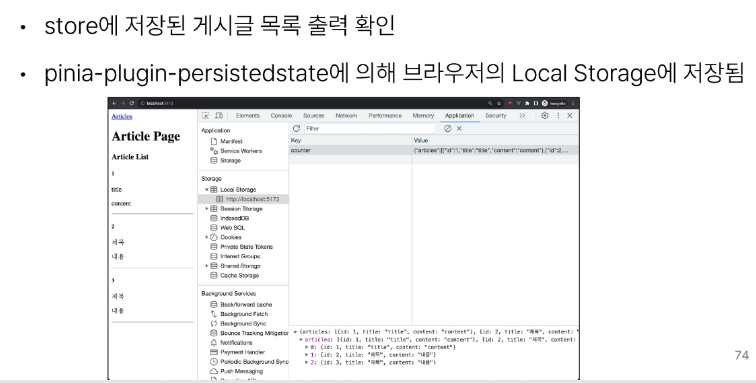 • store에 저장된 게시글 목록 출력 확인
• pinia-plugin-persistedstate에 의해 브라우저의 Local Storage에 저장됨
localhost:5173
Incognito
Articles
Article Page
Article List
1
title
content
2
제목
내용
3
제목
내용
Elements Console Sources Network Performance Memory Application Security
Application
Manifest
Service Workers
Storage
Storage
Local Storage
http://localhost:5173
Session Storage
IndexedDB
Web SQL
Cookies
Private State Tokens
Interest Groups
Shared Storage
Cache Storage
Background Services
Back/forward cache
Background Fetch
Background Sync
Bounce Tracking Mitigation
Notifications
Payment Handler
Periodic Background Sync
Push Messaging
Filter
Key Value
counter {"articles":[{"id":1,"title":"title","content":"content"},{"id":2,...
{articles: [{id: 1, title: "title", content: "content"}, {id: 2, title: "제목", content: "
articles: [{id: 1, title: "title", content: "content"}, {id: 2, title: "제목", content:
0: {id: 1, title: "title", content: "content"}
1: {id: 2, title: "제목", content: "내용"}
2: {id: 3, title: "제목", content: "내용"}
74